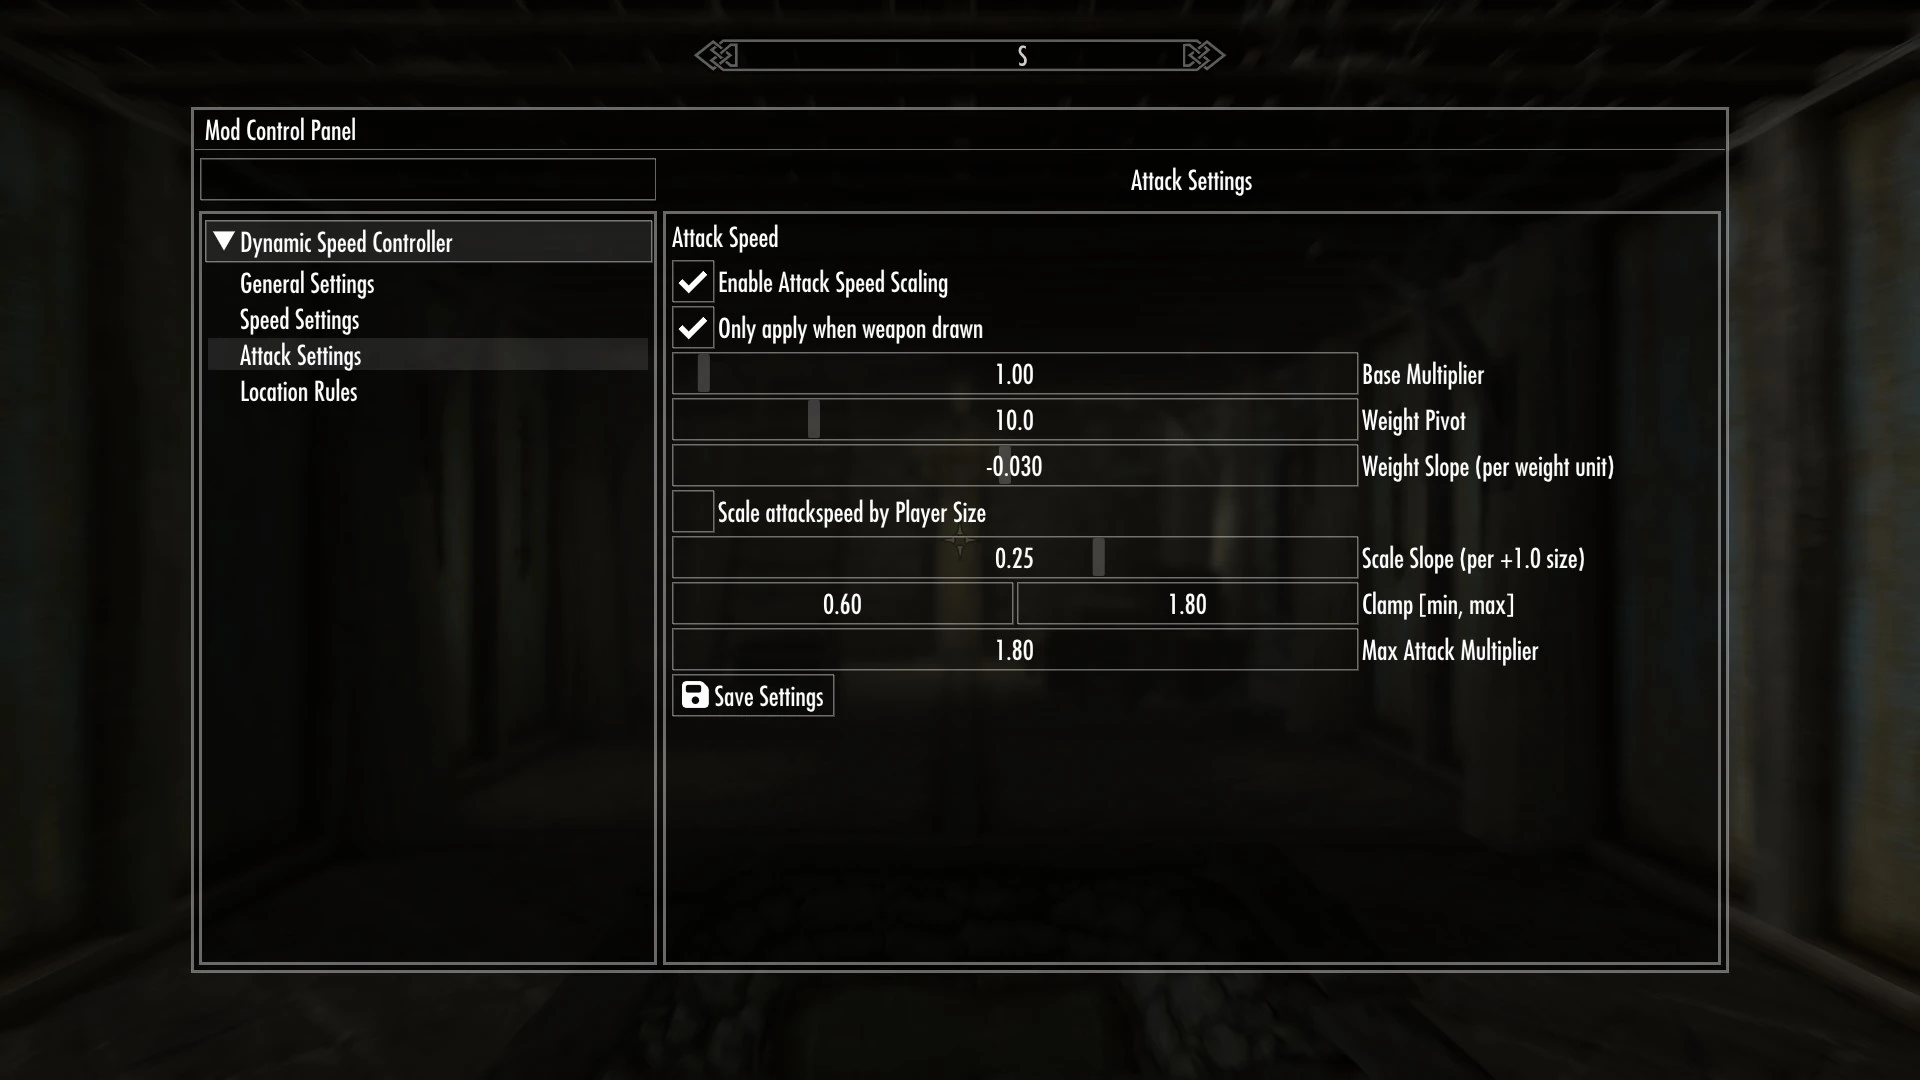 S
Mod Control Panel
Attack Settings
Dynamic Speed Controller
General Settings
Speed Settings
Attack Settings
Location Rules
Attack Speed
Enable Attack Speed Scaling
Only apply when weapon drawn
1.00 Base Multiplier
10.0 Weight Pivot
-0.030 Weight Slope (per weight unit)
Scale attackspeed by Player Size
0.25 Scale Slope (per +1.0 size)
0.60 1.80 Clamp [min, max]
1.80 Max Attack Multiplier
Save Settings